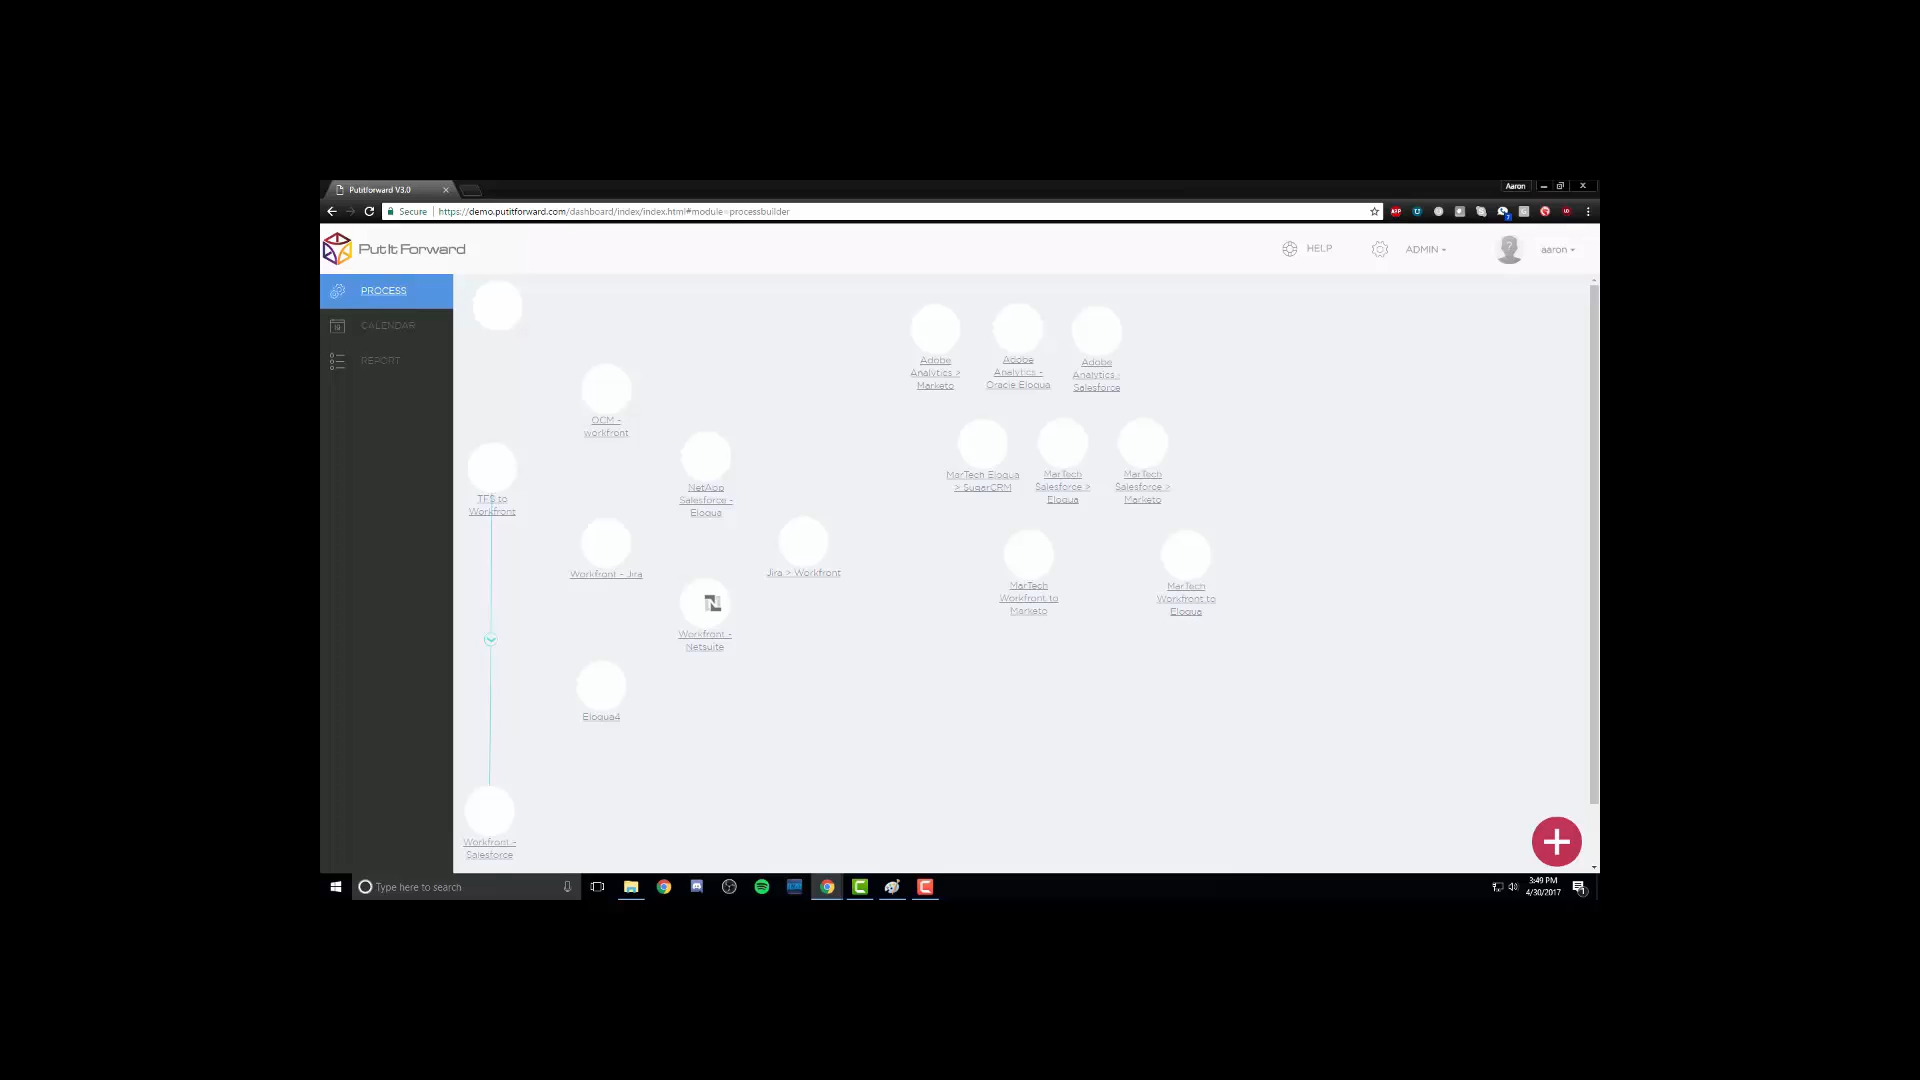 Putitforward V3.0
Aaron
Secure
https://demo.putitforward.com/dashboard/index/index.html#module=processbuilder
PutItForward
HELP
ADMIN
aaron
PROCESS
CALENDAR
REPORT
Adobe
Analytics >
Marketo
Adobe
Analytics -
Oracle Eloqua
Adobe
Analytics -
Salesforce
OCM -
workfront
MarTech Eloqua
> SugarCRM
MarTech
Salesforce >
Eloqua
MarTech
Salesforce >
Marketo
TFS to
Workfront
NetApp
Salesforce -
Eloqua
Workfront - Jira
Jira > Workfront
MarTech
Workfront to
Marketo
MarTech
Workfront to
Eloqua
N
Workfront -
Netsuite
Eloqua4
Workfront -
Salesforce
Type here to search
3:49 PM
4/30/2017